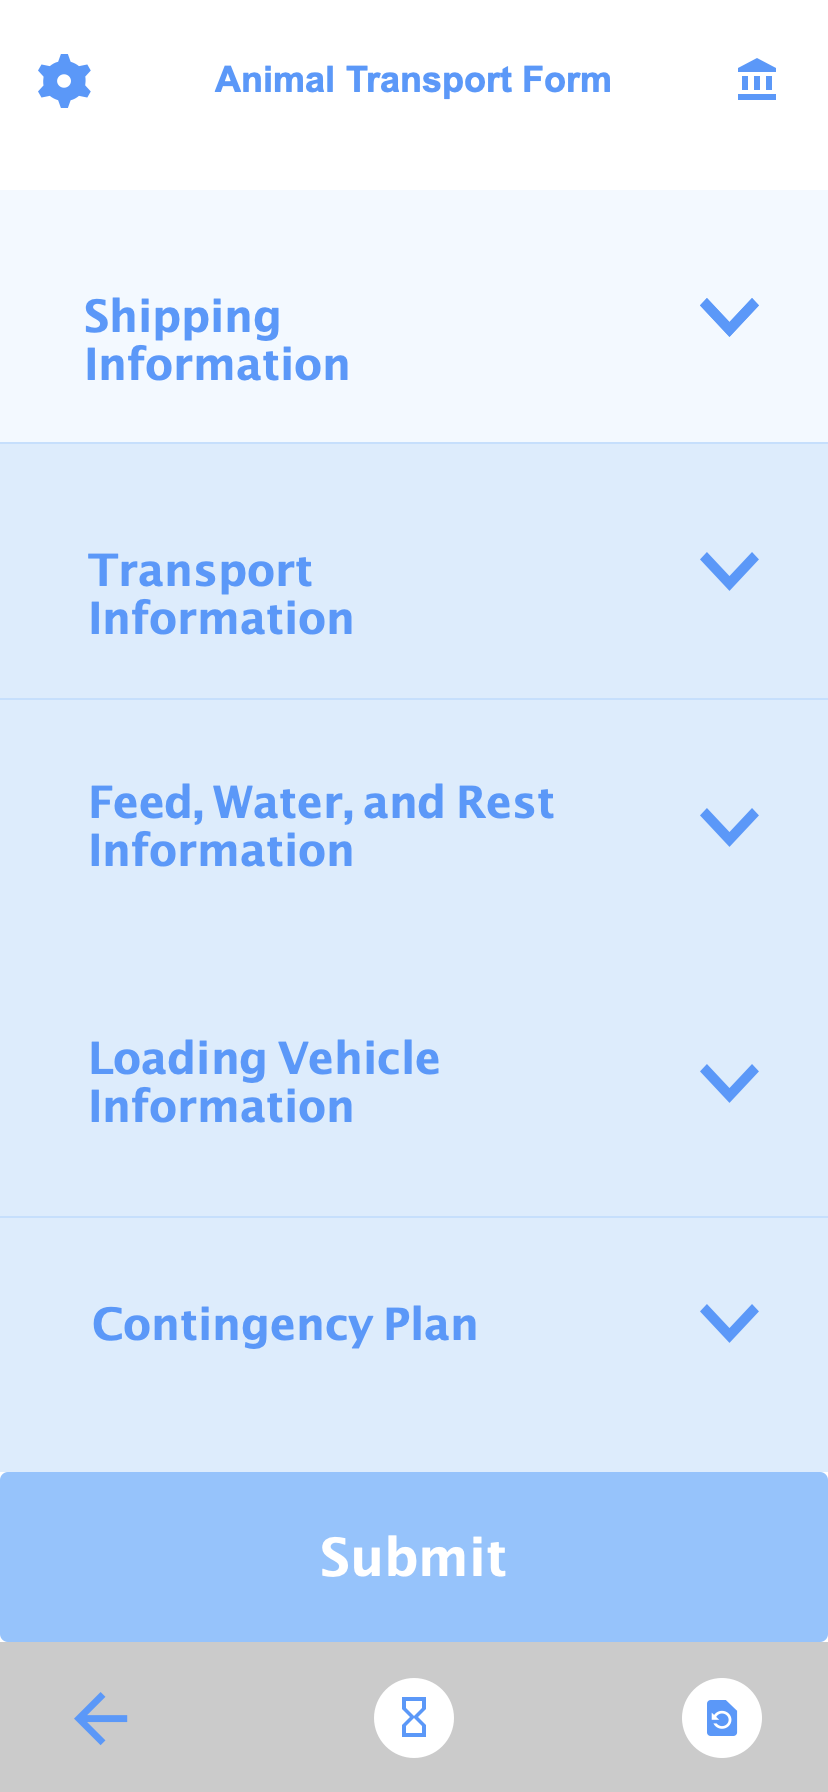 Animal Transport Form
Shipping
Information
Transport
Information
Feed, Water, and Rest
Information
Loading Vehicle
Information
Contingency Plan
Submit